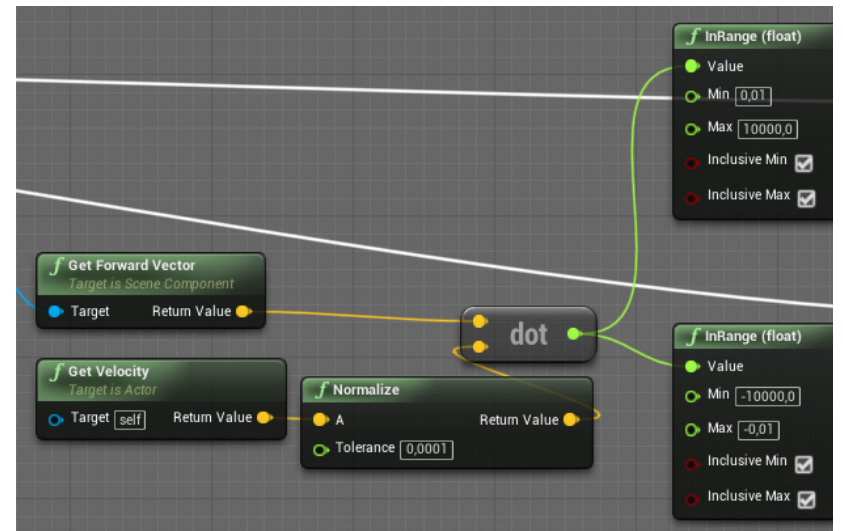 f InRange (float)
Value
Min 0,01
Max 10000,0
Inclusive Min
Inclusive Max
f Get Forward Vector
Target is Scene Component
Target Return Value
dot
f Get Velocity
Target is Actor
Target self Return Value
f Normalize
A Return Value
Tolerance 0,0001
f InRange (float)
Value
Min -10000,0
Max -0,01
Inclusive Min
Inclusive Max